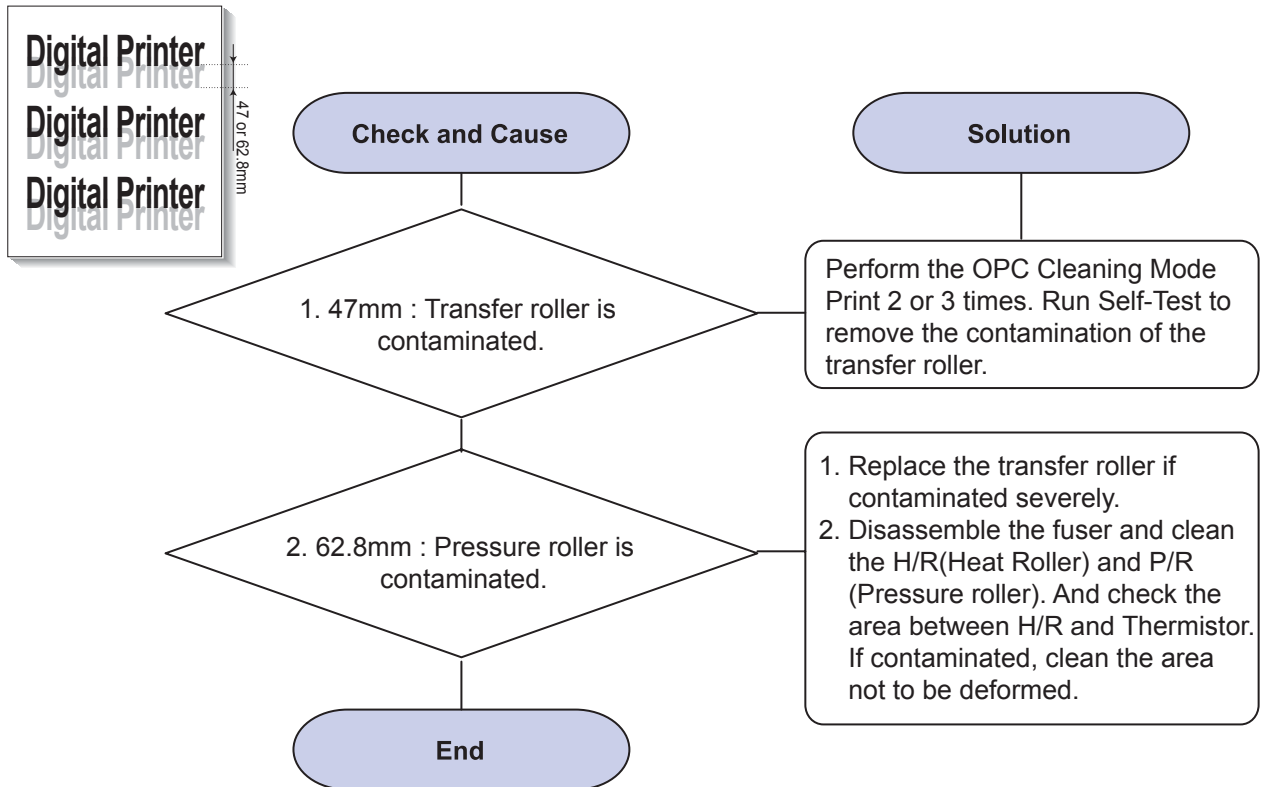 Digital Printer
Digital Printer
Digital Printer
Digital Printer
Digital Printer
Digital Printer
47 or 62.8mm
Check and Cause
Solution
1. 47mm : Transfer roller is
contaminated.
Perform the OPC Cleaning Mode
Print 2 or 3 times. Run Self-Test to
remove the contamination of the
transfer roller.
2. 62.8mm : Pressure roller is
contaminated.
1. Replace the transfer roller if
contaminated severely.
2. Disassemble the fuser and clean
the H/R(Heat Roller) and P/R
(Pressure roller). And check the
area between H/R and Thermistor.
If contaminated, clean the area
not to be deformed.
End